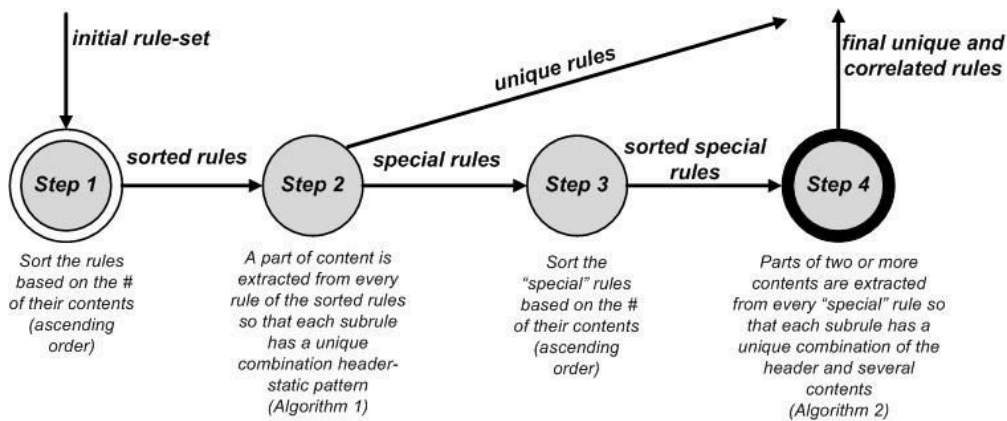 initial rule-set
unique rules
final unique and
correlated rules
Step 1
sorted rules
Step 2
special rules
Step 3
sorted special
rules
Step 4
Sort the rules
based on the #
of their contents
(ascending
order)
A part of content is
extracted from every
rule of the sorted rules
so that each subrule
has a unique
combination header-
static pattern
(Algorithm 1)
Sort the
“special” rules
based on the #
of their contents
(ascending
order)
Parts of two or more
contents are extracted
from every “special” rule so
that each subrule has a
unique combination of the
header and several
contents
(Algorithm 2)